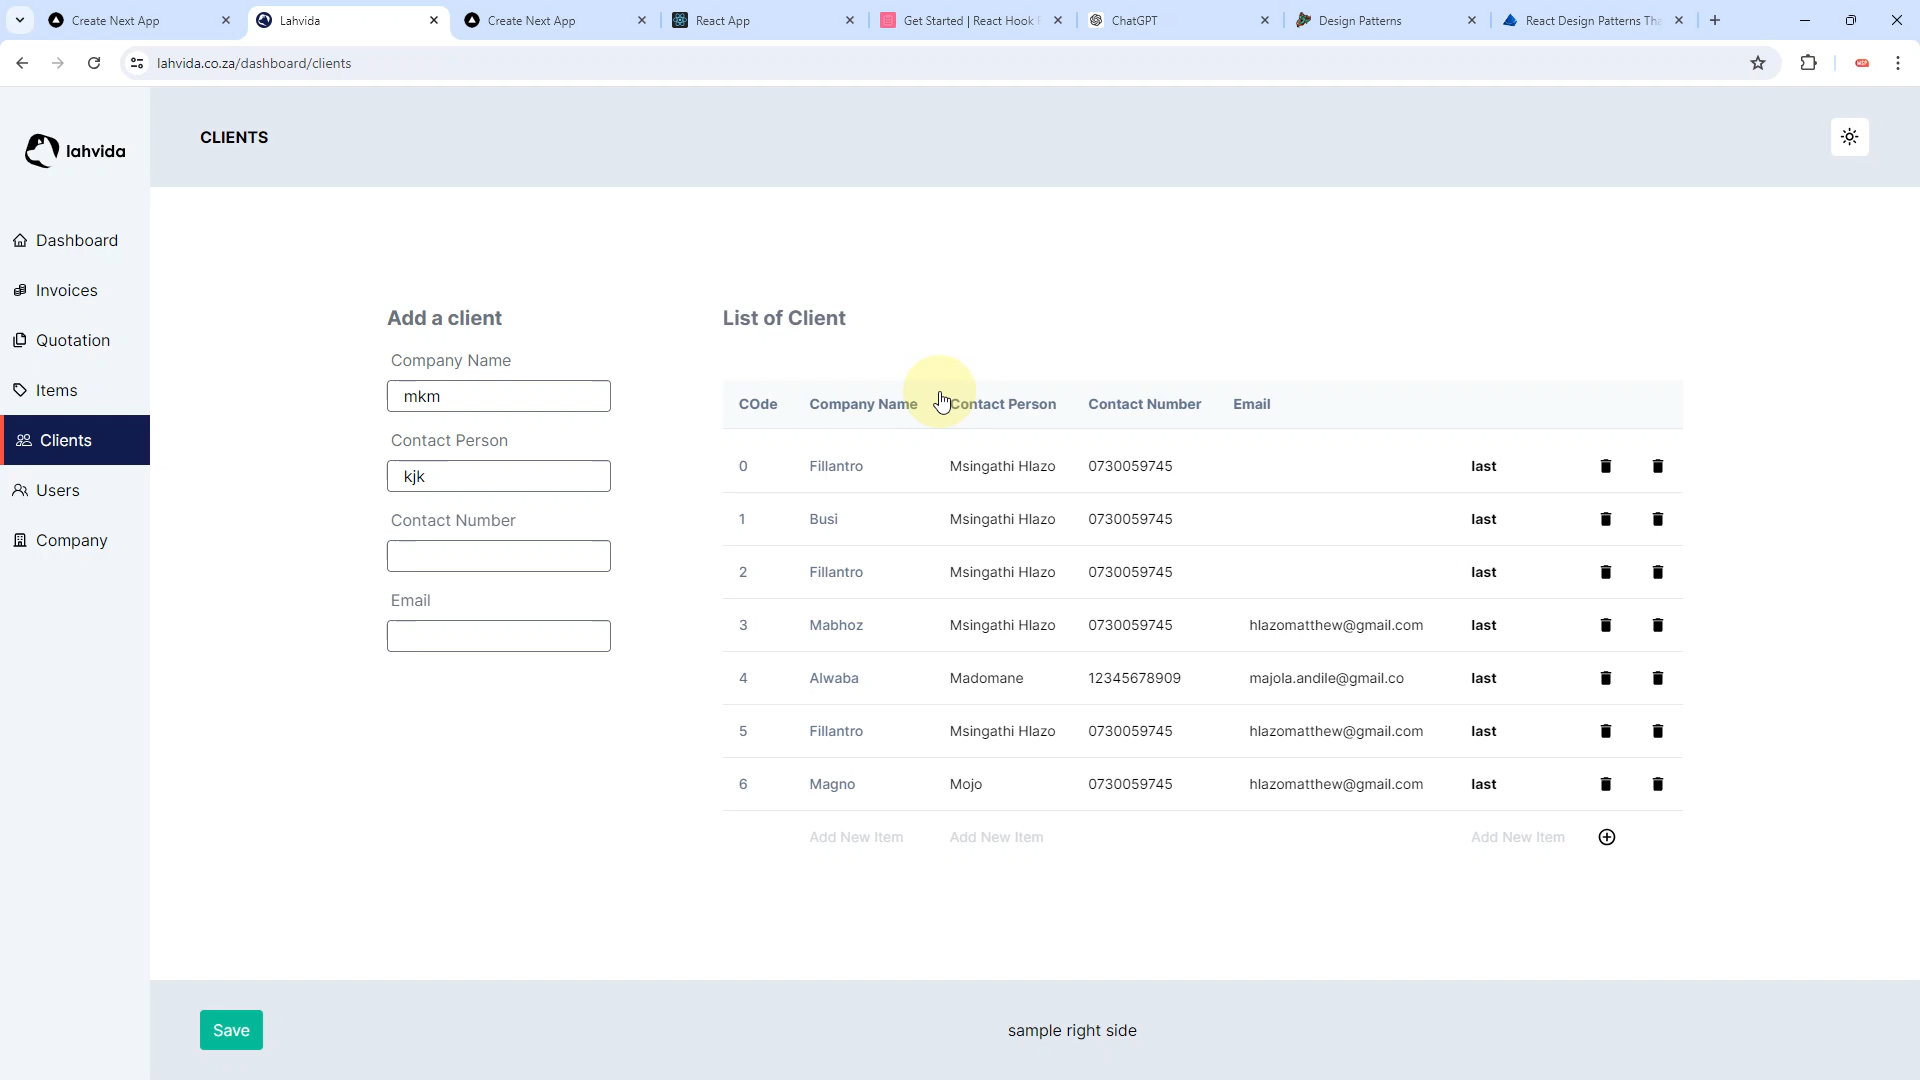 Create Next App
Lahvida
Create Next App
React App
Get Started | React Hook F
ChatGPT
Design Patterns
React Design Patterns Tha
lahvida.co.za/dashboard/clients
lahvida
CLIENTS
Dashboard
Invoices
Quotation
Items
Clients
Users
Company
Add a client
Company Name
mkm
Contact Person
kjk
Contact Number
Email
List of Client
COde Company Name Contact Person Contact Number Email
0 Fillantro Msingathi Hlazo 0730059745 last
1 Busi Msingathi Hlazo 0730059745 last
2 Fillantro Msingathi Hlazo 0730059745 last
3 Mabhoz Msingathi Hlazo 0730059745 hlazomatthew@gmail.com last
4 Alwaba Madomane 12345678909 majola.andile@gmail.co last
5 Fillantro Msingathi Hlazo 0730059745 hlazomatthew@gmail.com last
6 Magno Mojo 0730059745 hlazomatthew@gmail.com last
Add New Item Add New Item Add New Item
Save
sample right side